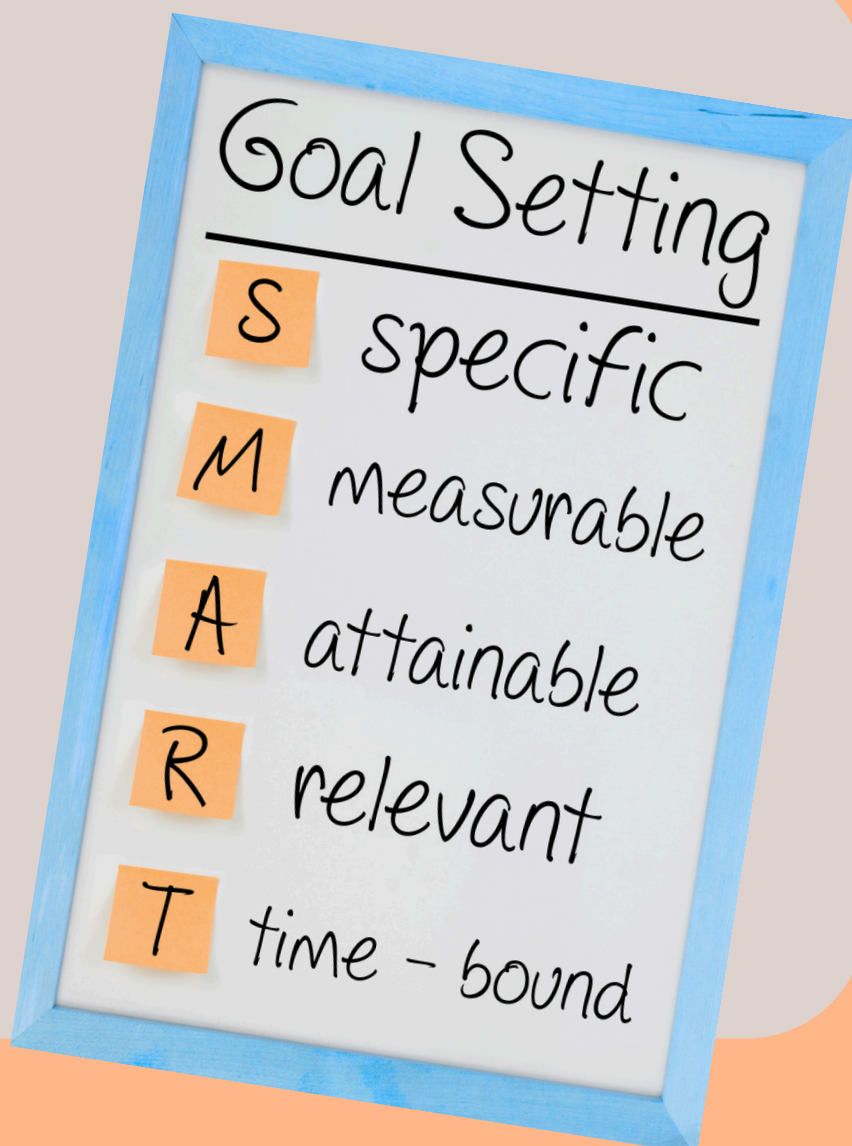 Goal Setting
S specific
M measurable
A attainable
R relevant
T time - bound